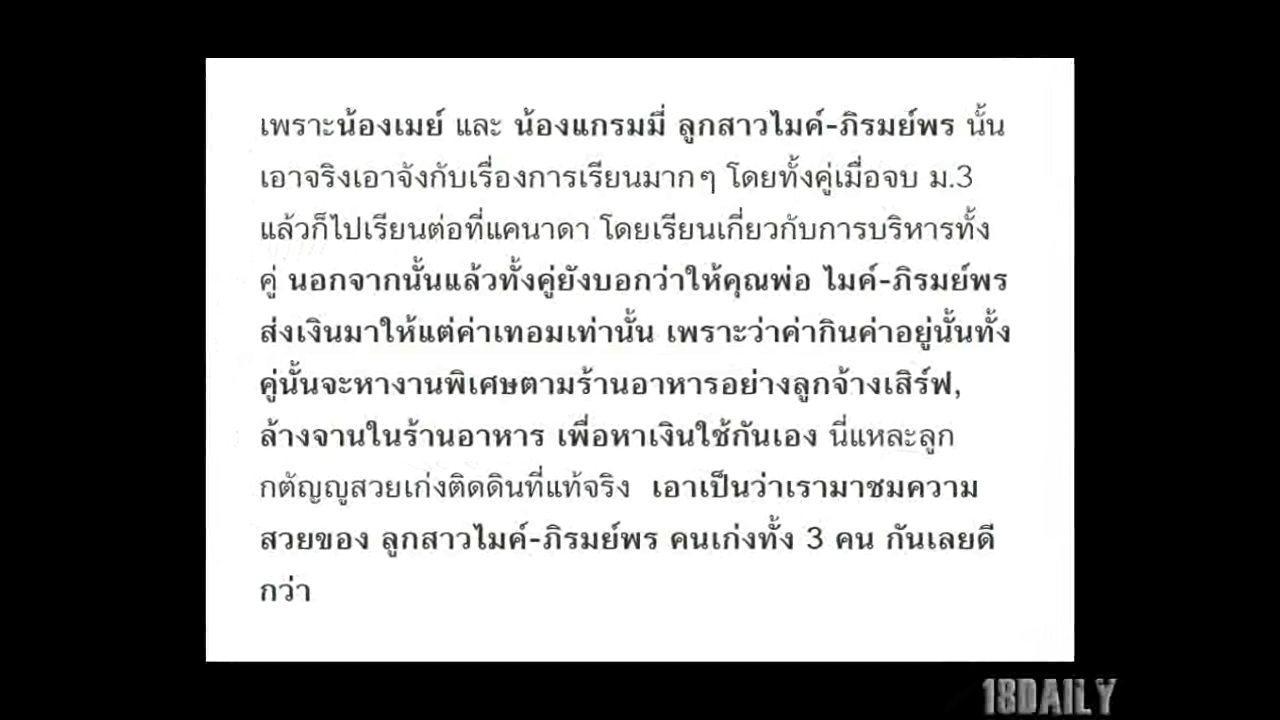 เพราะน้องเมย์ และ น้องแกรมมี่ ลูกสาวไมค์-ภิรมย์พร นั้น
เอาจริงเอาจังกับเรื่องการเรียนมากๆ โดยทั้งคู่เมื่อจบ ม.3
แล้วก็ไปเรียนต่อที่แคนาดา โดยเรียนเกี่ยวกับการบริหารทั้ง
คู่ นอกจากนั้นแล้วทั้งคู่ยังบอกว่าให้คุณพ่อ ไมค์-ภิรมย์พร
ส่งเงินมาให้แต่ค่าเทอมเท่านั้น เพราะว่าค่ากินค่าอยู่นั้นทั้ง
คู่นั้นจะหางานพิเศษตามร้านอาหารอย่างลูกจ้างเสิร์ฟ,
ล้างจานในร้านอาหาร เพื่อหาเงินใช้กันเอง นี่แหละลูก
กตัญญูสวยเก่งติดดินที่แท้จริง เอาเป็นว่าเรามาชมความ
สวยของ ลูกสาวไมค์-ภิรมย์พร คนเก่งทั้ง 3 คน กันเลยดี
กว่า
18DAILY